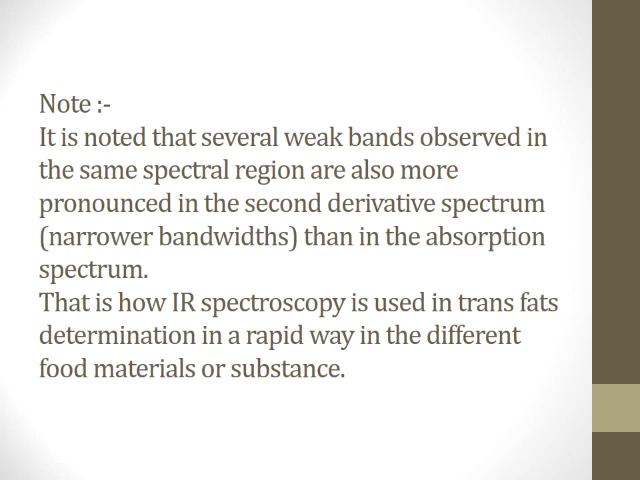 Note :-
It is noted that several weak bands observed in
the same spectral region are also more
pronounced in the second derivative spectrum
(narrower bandwidths) than in the absorption
spectrum.
That is how IR spectroscopy is used in trans fats
determination in a rapid way in the different
food materials or substance.